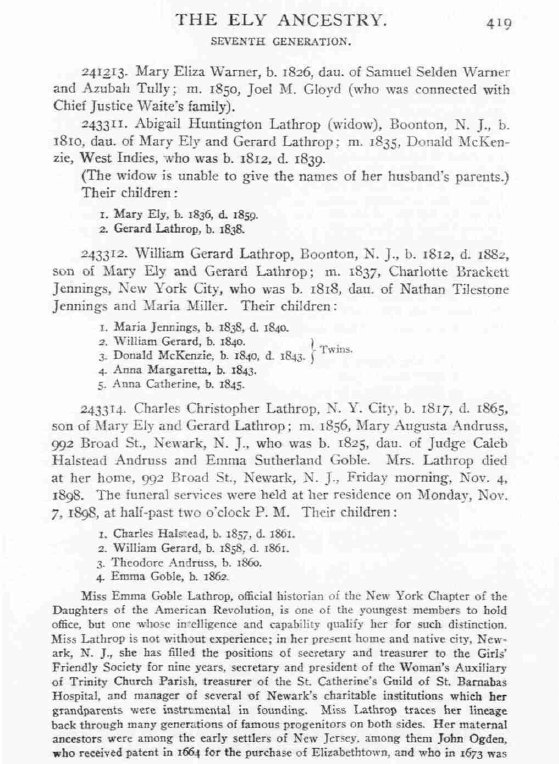 THE ELY ANCESTRY. 419
SEVENTH GENERATION.
241213. Mary Eliza Warner, b. 1826, dau. of Samuel Selden Warner
and Azubah Tully; m. 1850, Joel M. Gloyd (who was connected with
Chief Justice Waite's family).
243311. Abigail Huntington Lathrop (widow), Boonton, N. J., b.
1810, dau. of Mary Ely and Gerard Lathrop; m. 1835, Donald McKen-
zie, West Indies, who was b. 1812, d. 1839.
(The widow is unable to give the names of her husband's parents.)
Their children:
1. Mary Ely, b. 1836, d. 1859.
2. Gerard Lathrop, b. 1838.
243312. William Gerard Lathrop, Boonton, N. J., b. 1812, d. 1882,
son of Mary Ely and Gerard Lathrop; m. 1837, Charlotte Brackett
Jennings, New York City, who was b. 1818, dau. of Nathan Tilestone
Jennings and Maria Miller. Their children:
1. Maria Jennings, b. 1838, d. 1840.
2. William Gerard, b. 1840.
3. Donald McKenzie, b. 1840, d. 1843. } Twins.
4. Anna Margaretta, b. 1843.
5. Anna Catherine, b. 1845.
243314. Charles Christopher Lathrop, N. Y. City, b. 1817, d. 1865,
son of Mary Ely and Gerard Lathrop; m. 1856, Mary Augusta Andruss,
992 Broad St., Newark, N. J., who was b. 1825, dau. of Judge Caleb
Halstead Andruss and Emma Sutherland Goble. Mrs. Lathrop died
at her home, 992 Broad St., Newark, N. J., Friday morning, Nov. 4,
1898. The funeral services were held at her residence on Monday, Nov.
7, 1898, at half-past two o'clock P. M. Their children:
1. Charles Halstead, b. 1857, d. 1861.
2. William Gerard, b. 1858, d. 1861.
3. Theodore Andruss, b. 1860.
4. Emma Goble, b. 1862.
Miss Emma Goble Lathrop, official historian of the New York Chapter of the
Daughters of the American Revolution, is one of the youngest members to hold
office, but one whose intelligence and capability qualify her for such distinction.
Miss Lathrop is not without experience; in her present home and native city, New-
ark, N. J., she has filled the positions of secretary and treasurer to the Girls'
Friendly Society for nine years, secretary and president of the Woman's Auxiliary
of Trinity Church Parish, treasurer of the St. Catherine's Guild of St. Barnabas
Hospital, and manager of several of Newark's charitable institutions which her
grandparents were instrumental in founding. Miss Lathrop traces her lineage
back through many generations of famous progenitors on both sides. Her maternal
ancestors were among the early settlers of New Jersey, among them John Ogden,
who received patent in 1664 for the purchase of Elizabethtown, and who in 1673 was